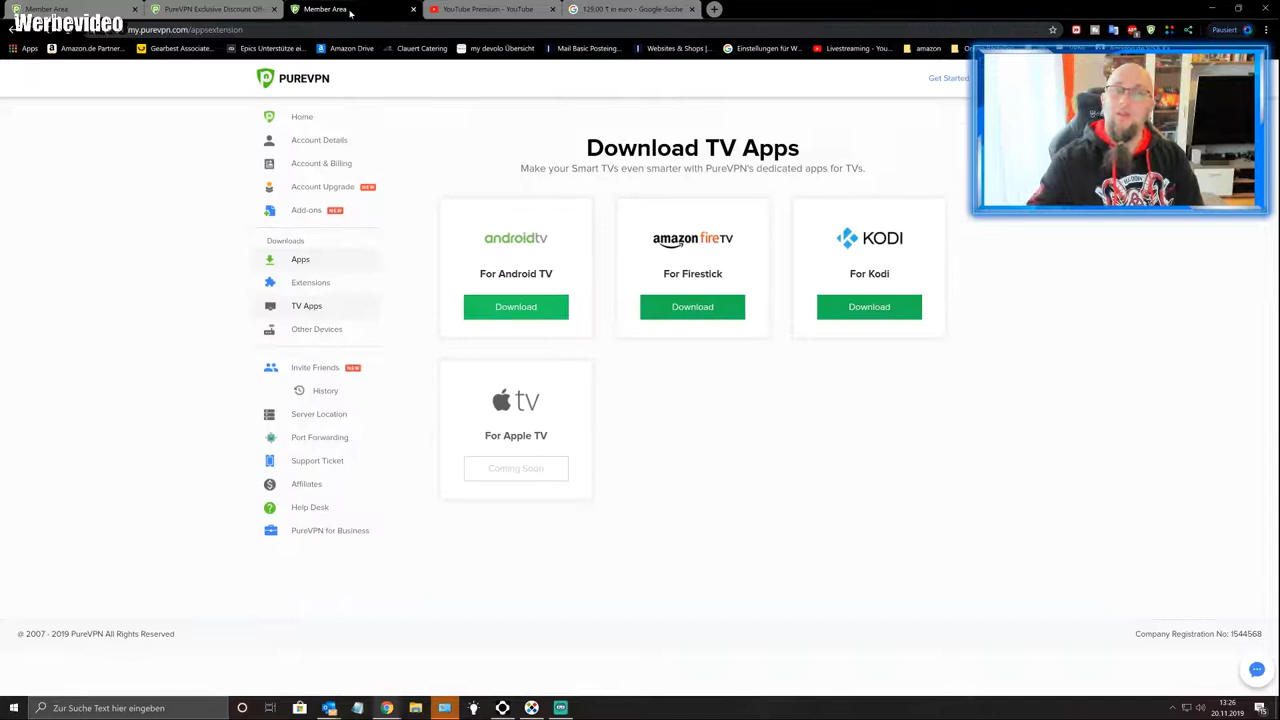 Werbevideo
Member Area
PureVPN Exclusive Discount Off
Member Area
YouTube Premium - YouTube
129,00 ₹ in euro - Google-Suche
my.purevpn.com/appsextension
Pausiert
Apps
Amazon.de Partner...
Gearbest Associate...
Epics Unterstütze ei...
Amazon Drive
Clauert Catering
my devolo Übersicht
Mail Basic Posteing...
Websites & Shops |...
Einstellungen für W...
Livestreaming - You...
amazon
PUREVPN
Get Started
Home
Account Details
Account & Billing
Account Upgrade NEW
Add-ons NEW
Downloads
Apps
Extensions
TV Apps
Other Devices
Invite Friends NEW
History
Server Location
Port Forwarding
Support Ticket
Affiliates
Help Desk
PureVPN for Business
Download TV Apps
Make your Smart TVs even smarter with PureVPN's dedicated apps for TVs.
androidtv
For Android TV
Download
amazon fireTV
For Firestick
Download
KODI
For Kodi
Download
tv
For Apple TV
Coming Soon
@ 2007 - 2019 PureVPN All Rights Reserved
Company Registration No: 1544568
Zur Suche Text hier eingeben
13:26
20.11.2019